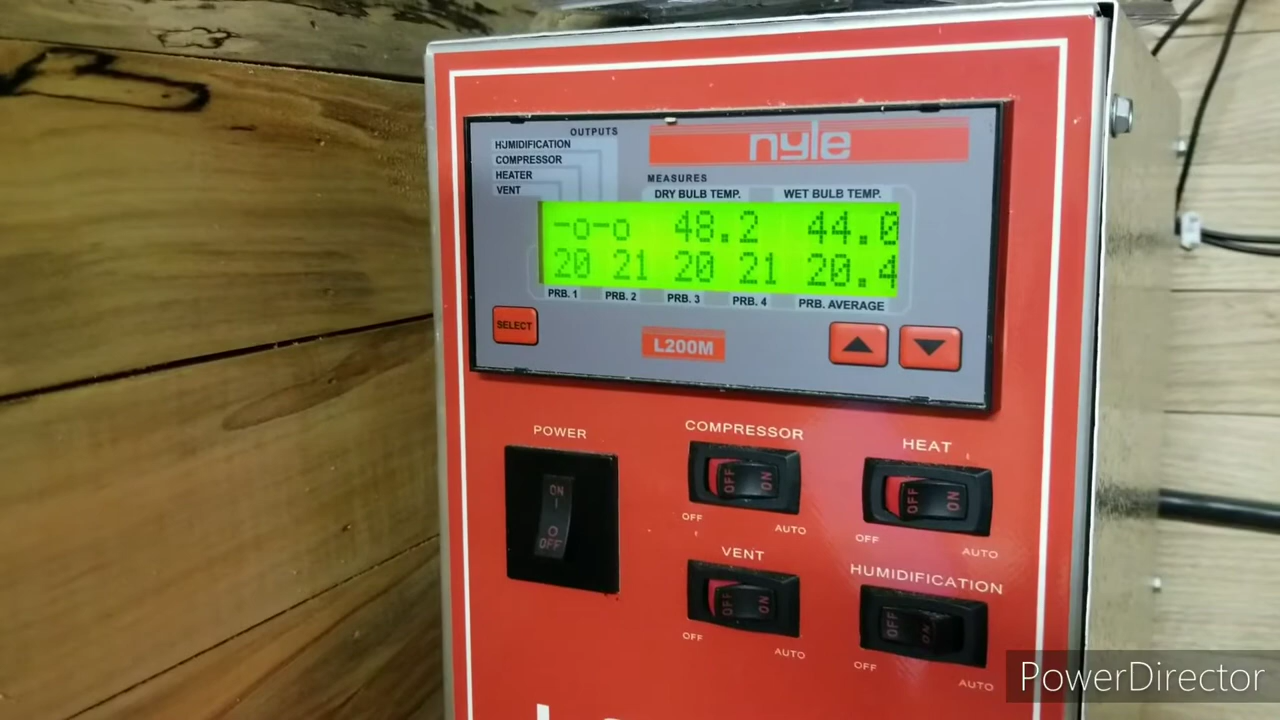 OUTPUTS
HUMIDIFICATION
COMPRESSOR
HEATER
VENT
nyle
MEASURES
DRY BULB TEMP. WET BULB TEMP.
-o-o 48.2 44.0
20 21 20 21 20.4
PRB. 1 PRB. 2 PRB. 3 PRB. 4 PRB. AVERAGE
SELECT
L200M
POWER
ON
I
O
OFF
COMPRESSOR
OFF ON
OFF AUTO
HEAT
OFF ON
OFF AUTO
VENT
OFF ON
OFF AUTO
HUMIDIFICATION
OFF ON
OFF AUTO
PowerDirector